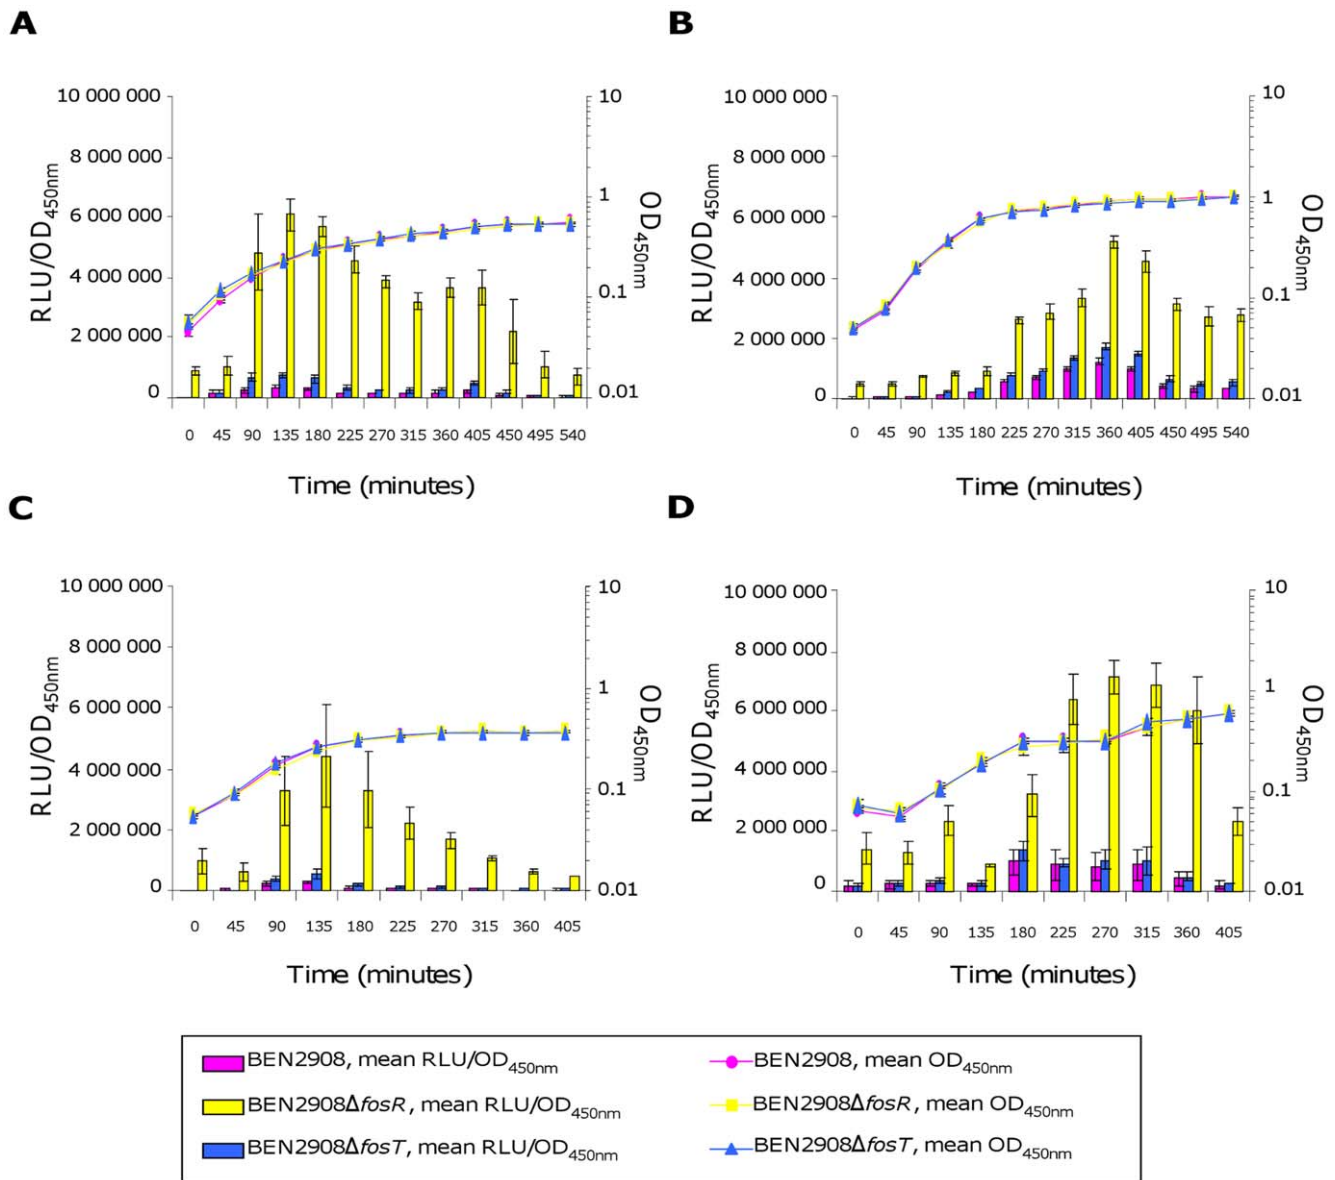 A
RLU/OD450nm
10 000 000
8 000 000
6 000 000
4 000 000
2 000 000
0
10
1
0.1
0.01
OD450nm
0 45 90 135 180 225 270 315 360 405 450 495 540
Time (minutes)
B
RLU/OD450nm
10 000 000
8 000 000
6 000 000
4 000 000
2 000 000
0
10
1
0.1
0.01
OD450nm
0 45 90 135 180 225 270 315 360 405 450 495 540
Time (minutes)
C
RLU/OD450nm
10 000 000
8 000 000
6 000 000
4 000 000
2 000 000
0
10
1
0.1
0.01
OD450nm
0 45 90 135 180 225 270 315 360 405
Time (minutes)
D
RLU/OD450nm
10 000 000
8 000 000
6 000 000
4 000 000
2 000 000
0
10
1
0.1
0.01
OD450nm
0 45 90 135 180 225 270 315 360 405
Time (minutes)
BEN2908, mean RLU/OD450nm
BEN2908ΔfosR, mean RLU/OD450nm
BEN2908ΔfosT, mean RLU/OD450nm
BEN2908, mean OD450nm
BEN2908ΔfosR, mean OD450nm
BEN2908ΔfosT, mean OD450nm